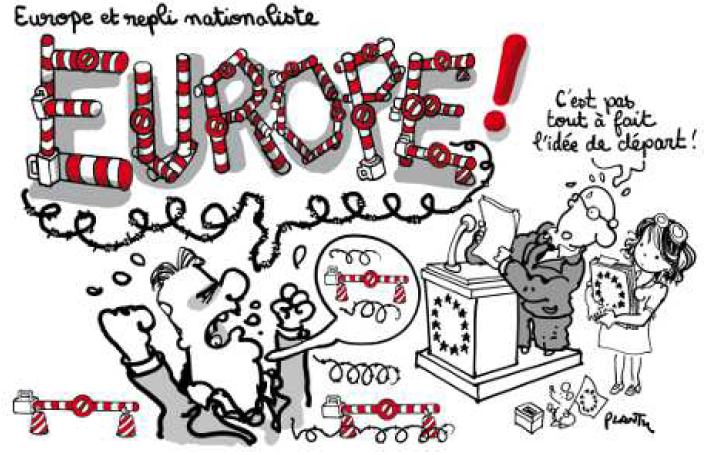 Europe et repli nationaliste
EUROPE!
C'est pas
tout à fait
l'idée de départ!
PLANTU